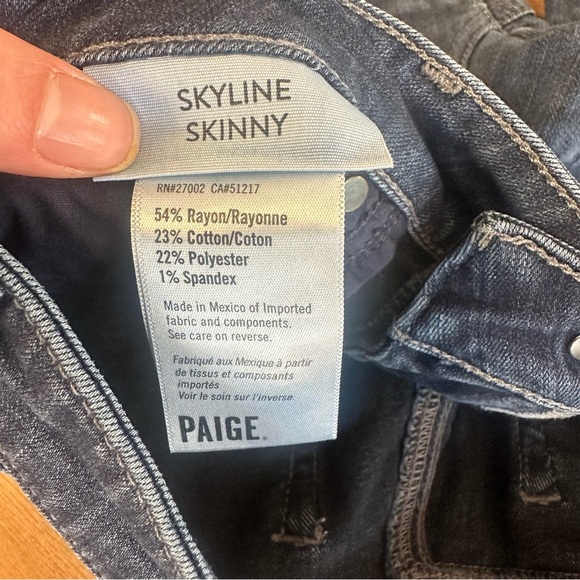 SKYLINE
SKINNY
RN#27002 CA#51217
54% Rayon/Rayonne
23% Cotton/Coton
22% Polyester
1% Spandex
Made in Mexico of Imported
fabric and components.
See care on reverse.
Fabriqué aux Mexique à partir
de tissus et composants
importés
Voir le soin sur l'inverse.
PAIGE.